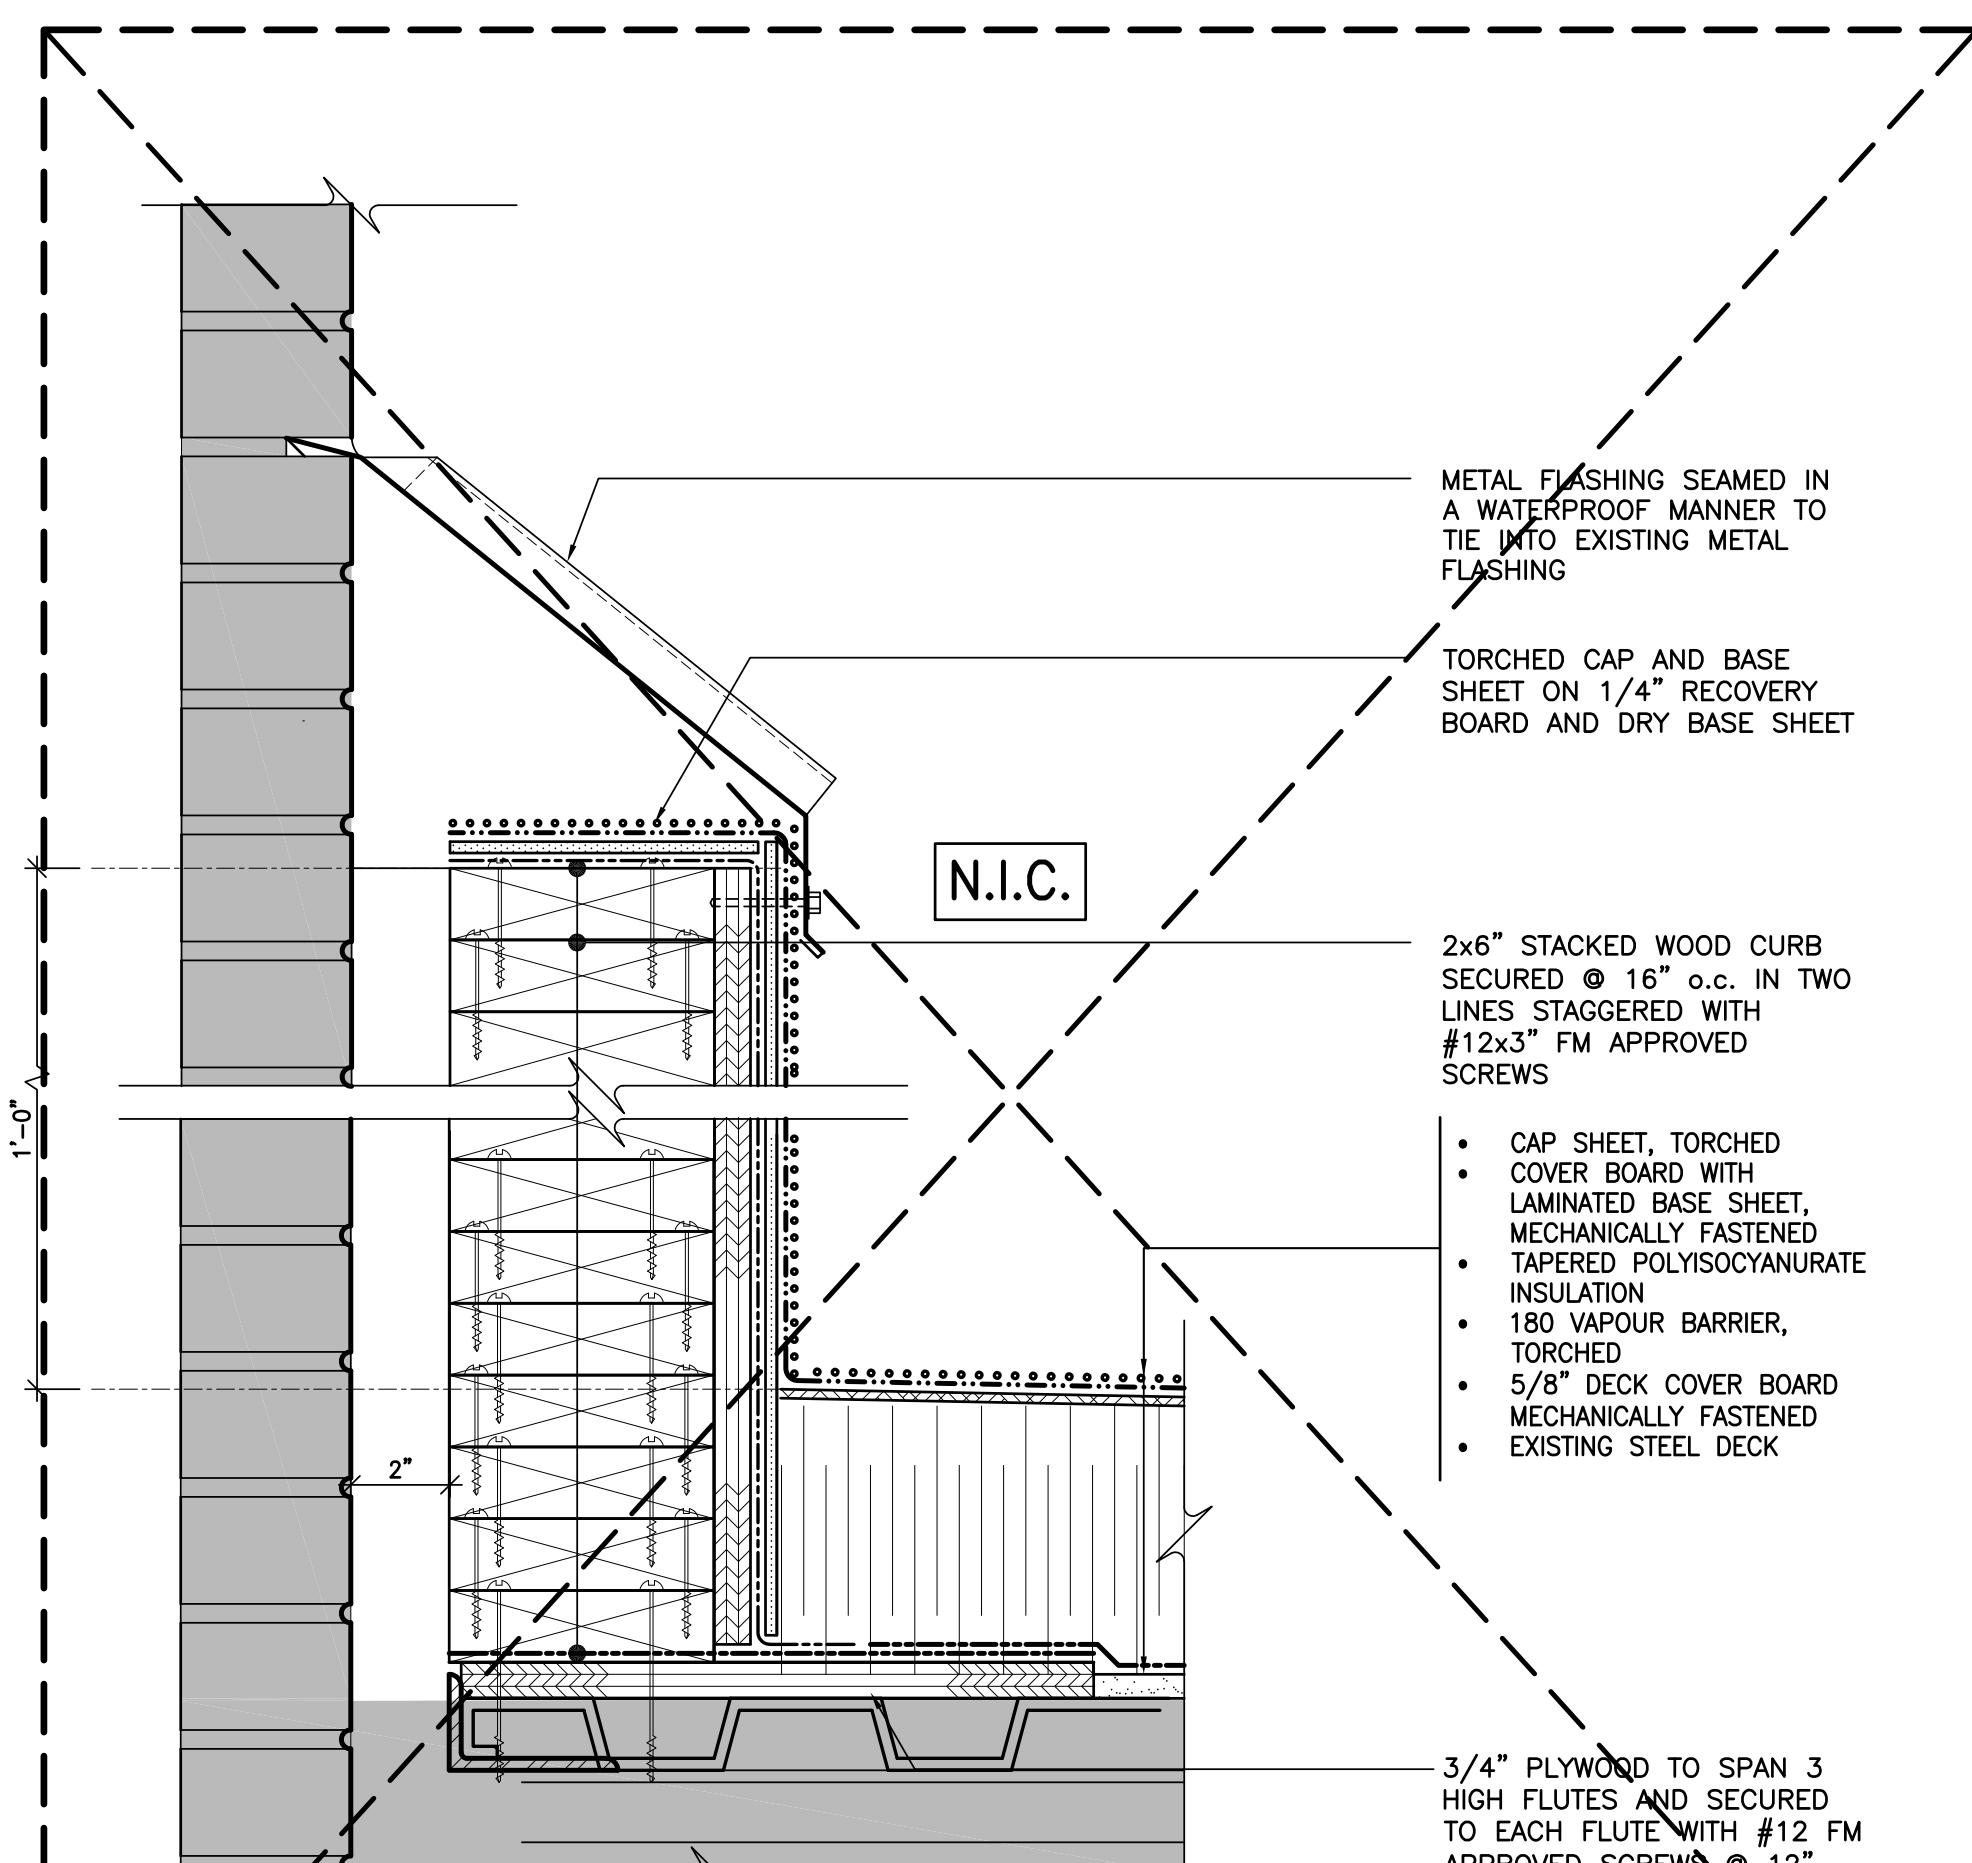 METAL FLASHING SEAMED IN
A WATERPROOF MANNER TO
TIE INTO EXISTING METAL
FLASHING
TORCHED CAP AND BASE
SHEET ON 1/4” RECOVERY
BOARD AND DRY BASE SHEET
N.I.C.
2x6” STACKED WOOD CURB
SECURED @ 16” o.c. IN TWO
LINES STAGGERED WITH
#12x3” FM APPROVED
SCREWS
1'-0”
• CAP SHEET, TORCHED
• COVER BOARD WITH
LAMINATED BASE SHEET,
MECHANICALLY FASTENED
• TAPERED POLYISOCYANURATE
INSULATION
• 180 VAPOUR BARRIER,
TORCHED
• 5/8” DECK COVER BOARD
MECHANICALLY FASTENED
• EXISTING STEEL DECK
2”
3/4” PLYWOOD TO SPAN 3
HIGH FLUTES AND SECURED
TO EACH FLUTE WITH #12 FM
APPROVED SCREWS @ 12”